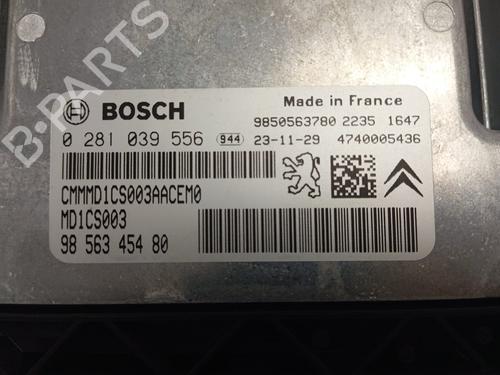 B-PARTS
BOSCH
Made in France
9850563780 2235 1647
0 281 039 556 944 23-11-29 4740005436
CMMMD1CS003AACEM0
MD1CS003
98 563 454 80